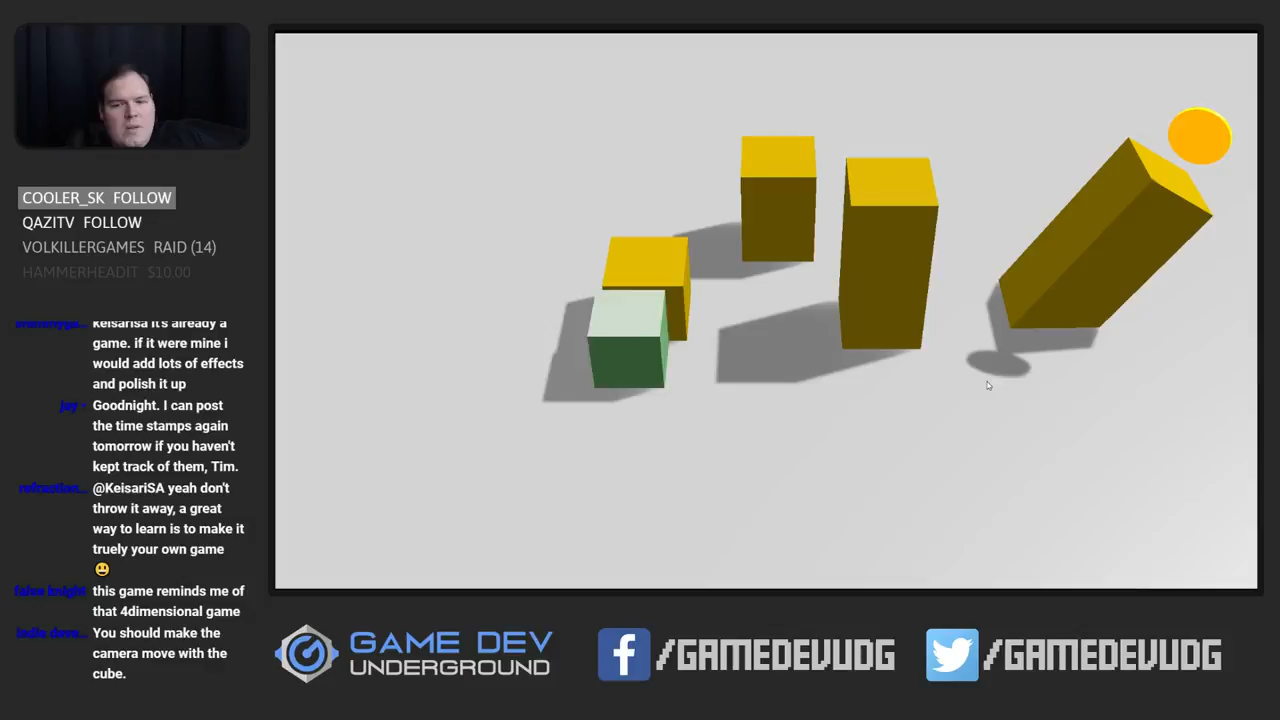 COOLER_SK FOLLOW
QAZITV FOLLOW
VOLKILLERGAMES RAID (14)
HAMMERHEADIT $10.00
keisarisa it's already a
game. if it were mine i
would add lots of effects
and polish it up
Goodnight. I can post
the time stamps again
tomorrow if you haven't
kept track of them, Tim.
@KeisariSA yeah don't
throw it away, a great
way to learn is to make it
truely your own game
this game reminds me of
that 4dimensional game
You should make the
camera move with the
cube.
GAME DEV
UNDERGROUND
/GAMEDEVUDG
/GAMEDEVUDG